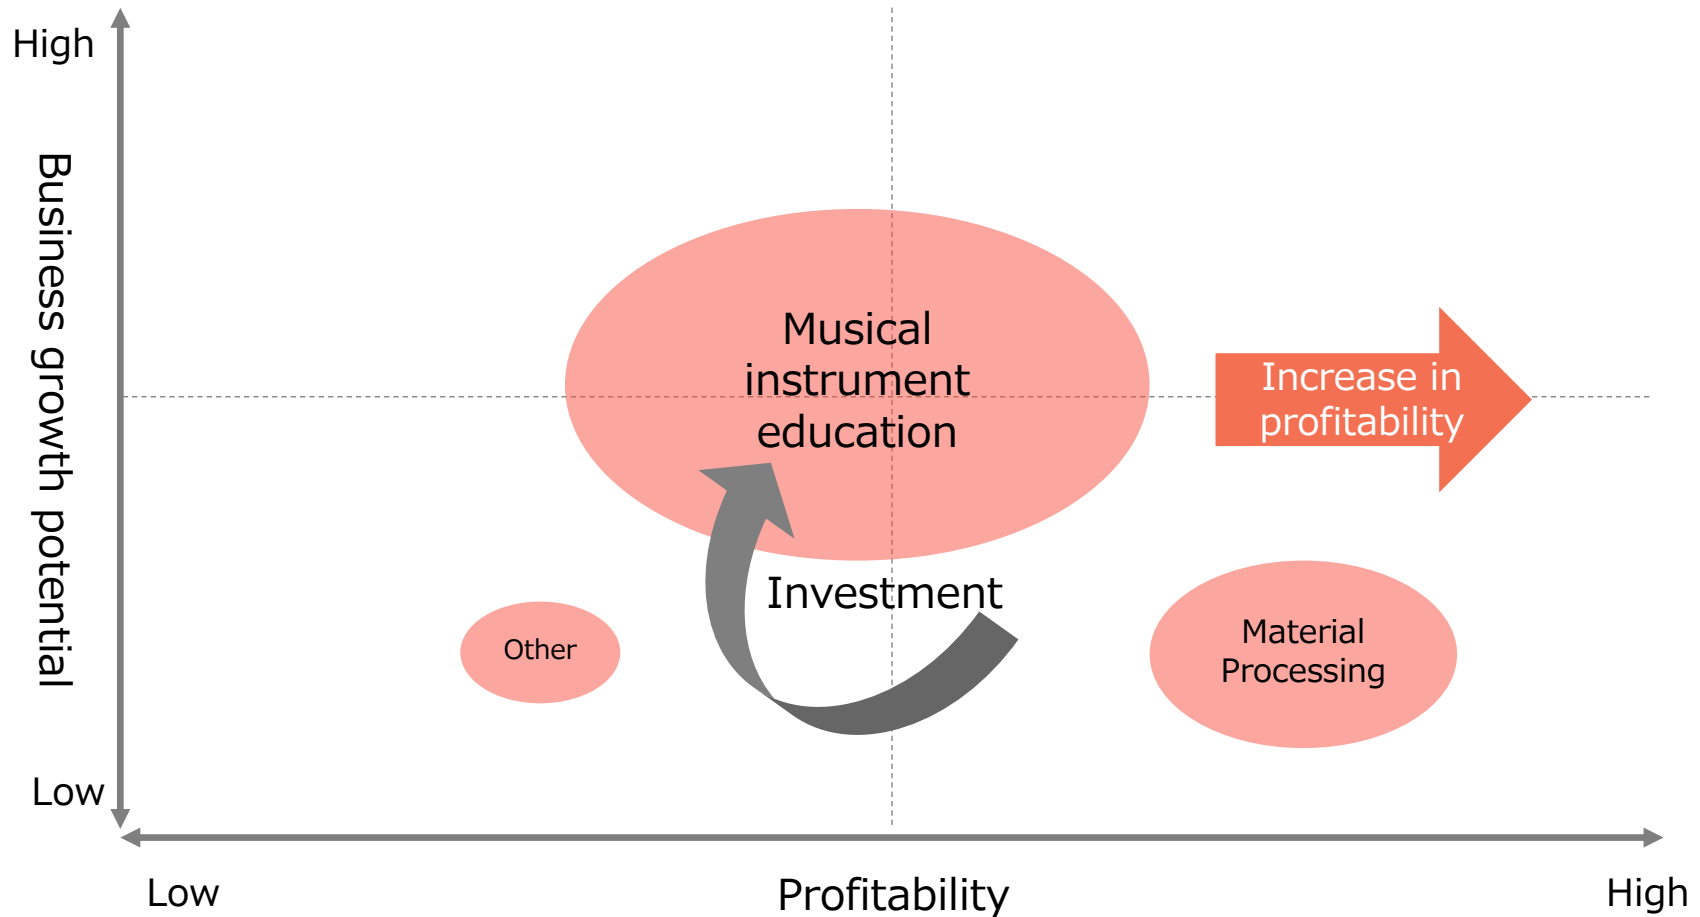 High
Business growth potential
Musical
instrument
education
Increase in
profitability
Investment
Other
Material
Processing
Low
Low
Profitability
High